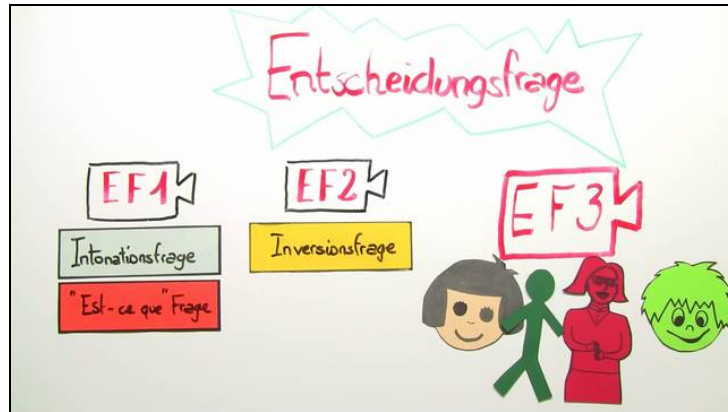 Entscheidungsfrage
EF1
EF2
EF3
Intonationsfrage
Inversionsfrage
"Est-ce que" Frage